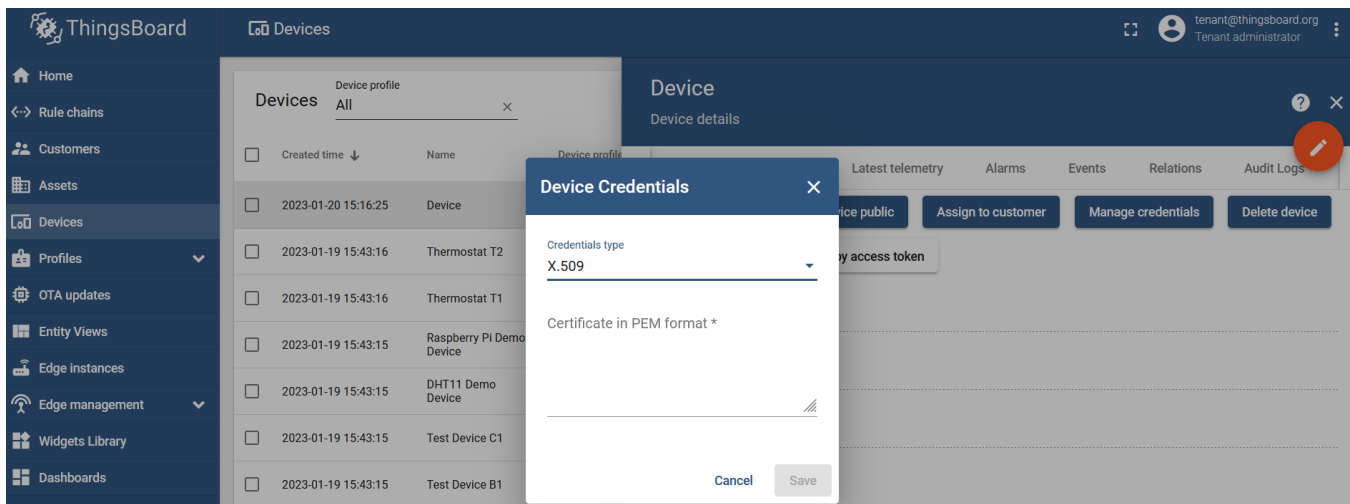 ThingsBoard
Devices
tenant@thingsboard.org
Tenant administrator
Home
Rule chains
Customers
Assets
Devices
Profiles
OTA updates
Entity Views
Edge instances
Edge management
Widgets Library
Dashboards
Devices
Device profile
All
Created time
Name
Device profile
2023-01-20 15:16:25 Device
2023-01-19 15:43:16 Thermostat T2
2023-01-19 15:43:16 Thermostat T1
2023-01-19 15:43:15 Raspberry Pi Demo
Device
2023-01-19 15:43:15 DHT11 Demo
Device
2023-01-19 15:43:15 Test Device C1
2023-01-19 15:43:15 Test Device B1
Device
Device details
Latest telemetry
Alarms
Events
Relations
Audit Logs
public
Assign to customer
Manage credentials
Delete device
access token
Device Credentials
Credentials type
X.509
Certificate in PEM format *
Cancel
Save